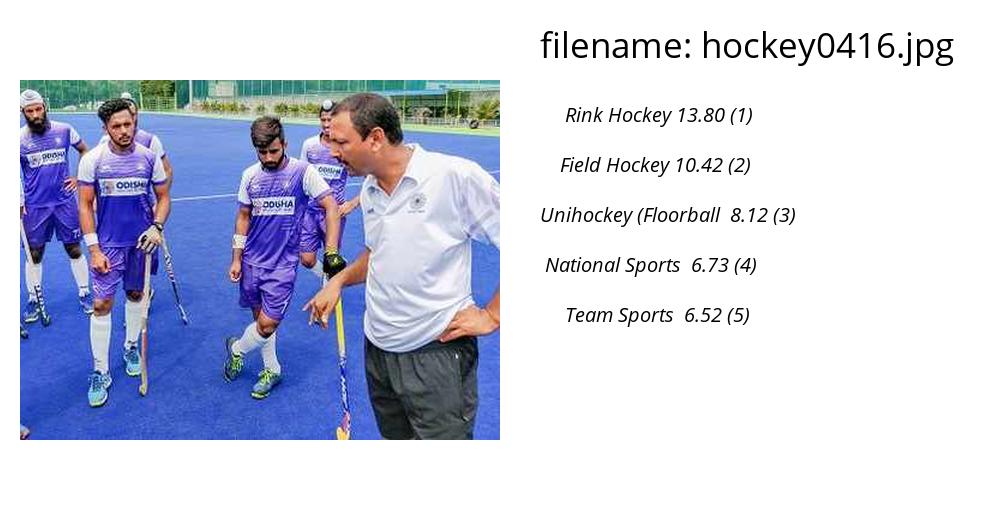 filename: hockey0416.jpg
Rink Hockey 13.80 (1)
Field Hockey 10.42 (2)
Unihockey (Floorball  8.12 (3)
National Sports  6.73 (4)
Team Sports  6.52 (5)
ODISHA
ODISHA
ODISHA